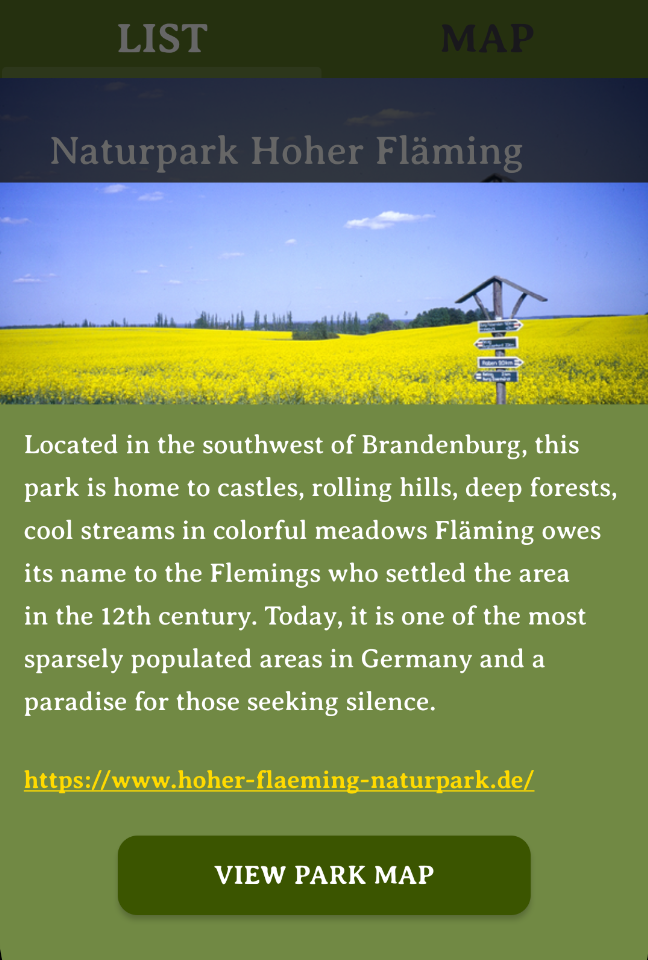 LIST MAP
Naturpark Hoher Fläming
Located in the southwest of Brandenburg, this
park is home to castles, rolling hills, deep forests,
cool streams in colorful meadows Fläming owes
its name to the Flemings who settled the area
in the 12th century. Today, it is one of the most
sparsely populated areas in Germany and a
paradise for those seeking silence.
https://www.hoher-flaeming-naturpark.de/
VIEW PARK MAP